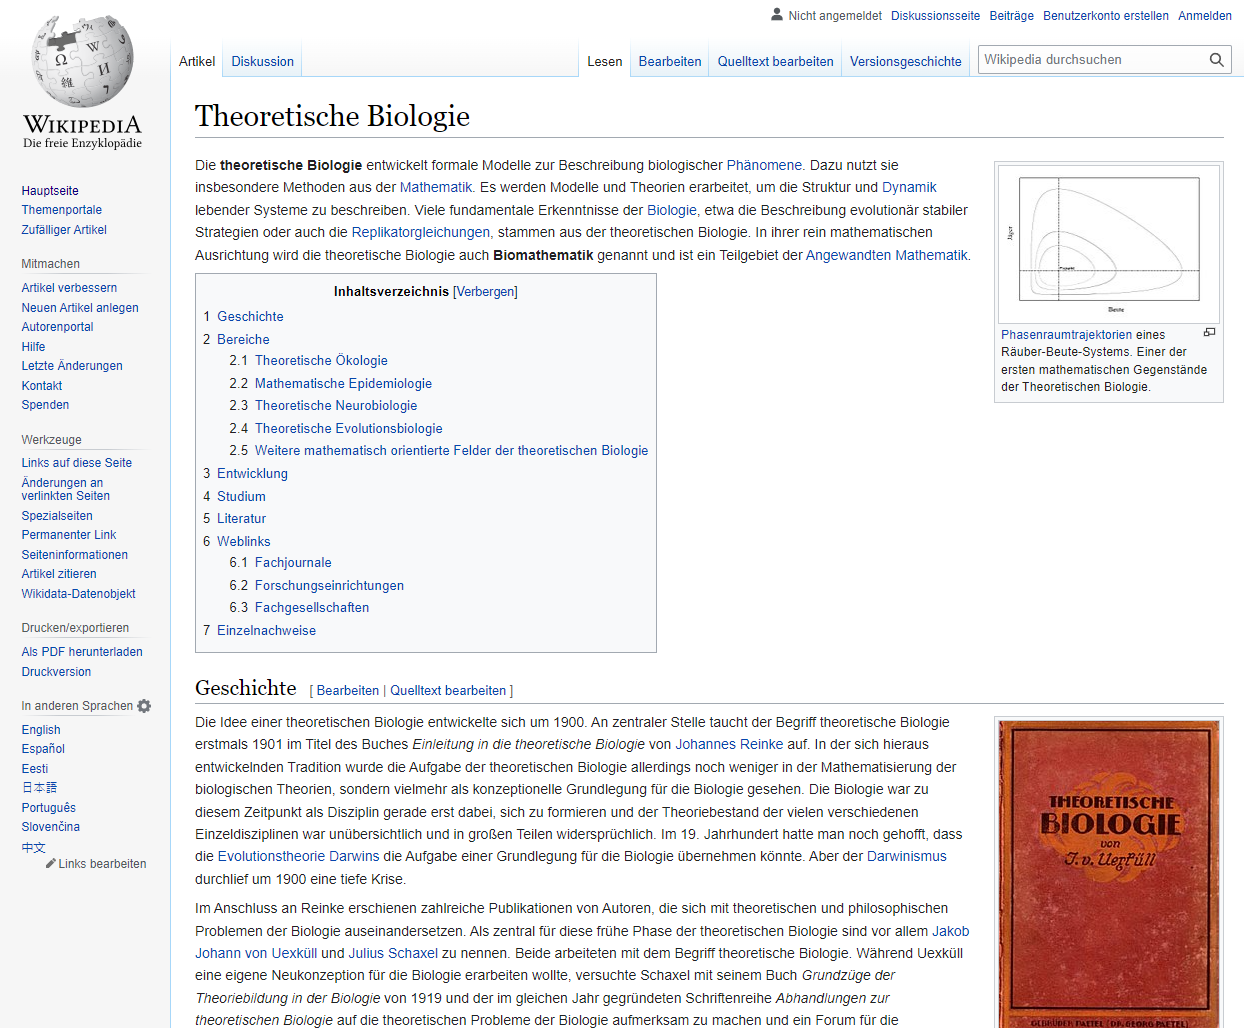 Nicht angemeldet Diskussionsseite Beiträge Benutzerkonto erstellen Anmelden
Artikel Diskussion Lesen Bearbeiten Quelltext bearbeiten Versionsgeschichte Wikipedia durchsuchen
WIKIPEDIA
Die freie Enzyklopädie
Hauptseite
Themenportale
Zufälliger Artikel
Mitmachen
Artikel verbessern
Neuen Artikel anlegen
Autorenportal
Hilfe
Letzte Änderungen
Kontakt
Spenden
Werkzeuge
Links auf diese Seite
Änderungen an
verlinkten Seiten
Spezialseiten
Permanenter Link
Seiteninformationen
Artikel zitieren
Wikidata-Datenobjekt
Drucken/exportieren
Als PDF herunterladen
Druckversion
In anderen Sprachen
English
Español
Eesti
日本語
Português
Slovenčina
中文
Links bearbeiten
Theoretische Biologie
Die theoretische Biologie entwickelt formale Modelle zur Beschreibung biologischer Phänomene. Dazu nutzt sie
insbesondere Methoden aus der Mathematik. Es werden Modelle und Theorien erarbeitet, um die Struktur und Dynamik
lebender Systeme zu beschreiben. Viele fundamentale Erkenntnisse der Biologie, etwa die Beschreibung evolutionär stabiler
Strategien oder auch die Replikatorgleichungen, stammen aus der theoretischen Biologie. In ihrer rein mathematischen
Ausrichtung wird die theoretische Biologie auch Biomathematik genannt und ist ein Teilgebiet der Angewandten Mathematik.
Jäger
Beute
Phasenraumtrajektorien eines
Räuber-Beute-Systems. Einer der
ersten mathematischen Gegenstände
der Theoretischen Biologie.
Inhaltsverzeichnis [Verbergen]
1 Geschichte
2 Bereiche
2.1 Theoretische Ökologie
2.2 Mathematische Epidemiologie
2.3 Theoretische Neurobiologie
2.4 Theoretische Evolutionsbiologie
2.5 Weitere mathematisch orientierte Felder der theoretischen Biologie
3 Entwicklung
4 Studium
5 Literatur
6 Weblinks
6.1 Fachjournale
6.2 Forschungseinrichtungen
6.3 Fachgesellschaften
7 Einzelnachweise
Geschichte [ Bearbeiten | Quelltext bearbeiten ]
Die Idee einer theoretischen Biologie entwickelte sich um 1900. An zentraler Stelle taucht der Begriff theoretische Biologie
erstmals 1901 im Titel des Buches Einleitung in die theoretische Biologie von Johannes Reinke auf. In der sich hieraus
entwickelnden Tradition wurde die Aufgabe der theoretischen Biologie allerdings noch weniger in der Mathematisierung der
biologischen Theorien, sondern vielmehr als konzeptionelle Grundlegung für die Biologie gesehen. Die Biologie war zu
diesem Zeitpunkt als Disziplin gerade erst dabei, sich zu formieren und der Theoriebestand der vielen verschiedenen
Einzeldisziplinen war unübersichtlich und in großen Teilen widersprüchlich. Im 19. Jahrhundert hatte man noch gehofft, dass
die Evolutionstheorie Darwins die Aufgabe einer Grundlegung für die Biologie übernehmen könnte. Aber der Darwinismus
durchlief um 1900 eine tiefe Krise.
Im Anschluss an Reinke erschienen zahlreiche Publikationen von Autoren, die sich mit theoretischen und philosophischen
Problemen der Biologie auseinandersetzen. Als zentral für diese frühe Phase der theoretischen Biologie sind vor allem Jakob
Johann von Uexküll und Julius Schaxel zu nennen. Beide arbeiteten mit dem Begriff theoretische Biologie. Während Uexküll
eine eigene Neukonzeption für die Biologie erarbeiten wollte, versuchte Schaxel mit seinem Buch Grundzüge der
Theoriebildung in der Biologie von 1919 und der im gleichen Jahr gegründeten Schriftenreihe Abhandlungen zur
theoretischen Biologie auf die theoretischen Probleme der Biologie aufmerksam zu machen und ein Forum für die
THEORETISCHE
BIOLOGIE
von
J. v. Uexküll
GEBRÜDER PAETEL (DR. GEORG PAETEL)